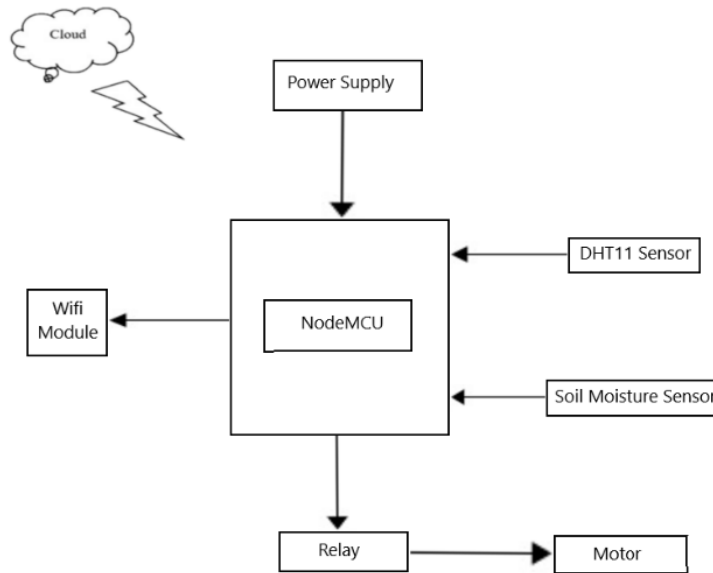 Cloud
Power Supply
DHT11 Sensor
Wifi
Module
NodeMCU
Soil Moisture Sensor
Relay
Motor